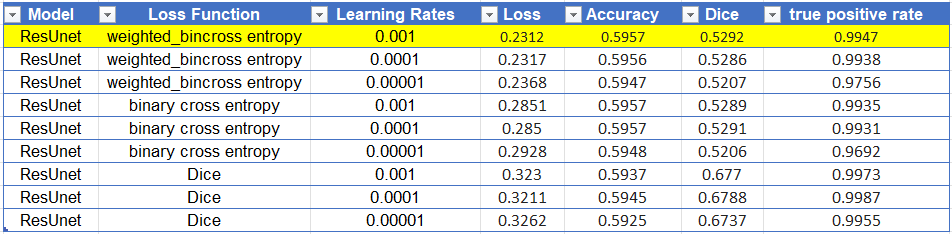 Model Loss Function Learning Rates Loss Accuracy Dice true positive rate
ResUnet weighted_bincross entropy 0.001 0.2312 0.5957 0.5292 0.9947
ResUnet weighted_bincross entropy 0.0001 0.2317 0.5956 0.5286 0.9938
ResUnet weighted_bincross entropy 0.00001 0.2368 0.5947 0.5207 0.9756
ResUnet binary cross entropy 0.001 0.2851 0.5957 0.5289 0.9935
ResUnet binary cross entropy 0.0001 0.285 0.5957 0.5291 0.9931
ResUnet binary cross entropy 0.00001 0.2928 0.5948 0.5206 0.9692
ResUnet Dice 0.001 0.323 0.5937 0.677 0.9973
ResUnet Dice 0.0001 0.3211 0.5945 0.6788 0.9987
ResUnet Dice 0.00001 0.3262 0.5925 0.6737 0.9955